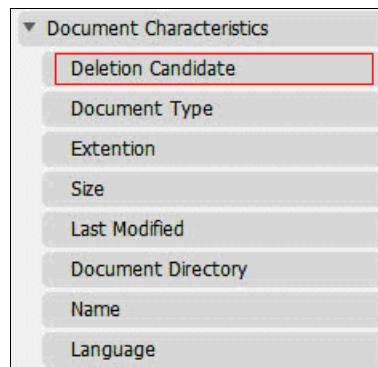 Document Characteristics
Deletion Candidate
Document Type
Extention
Size
Last Modified
Document Directory
Name
Language